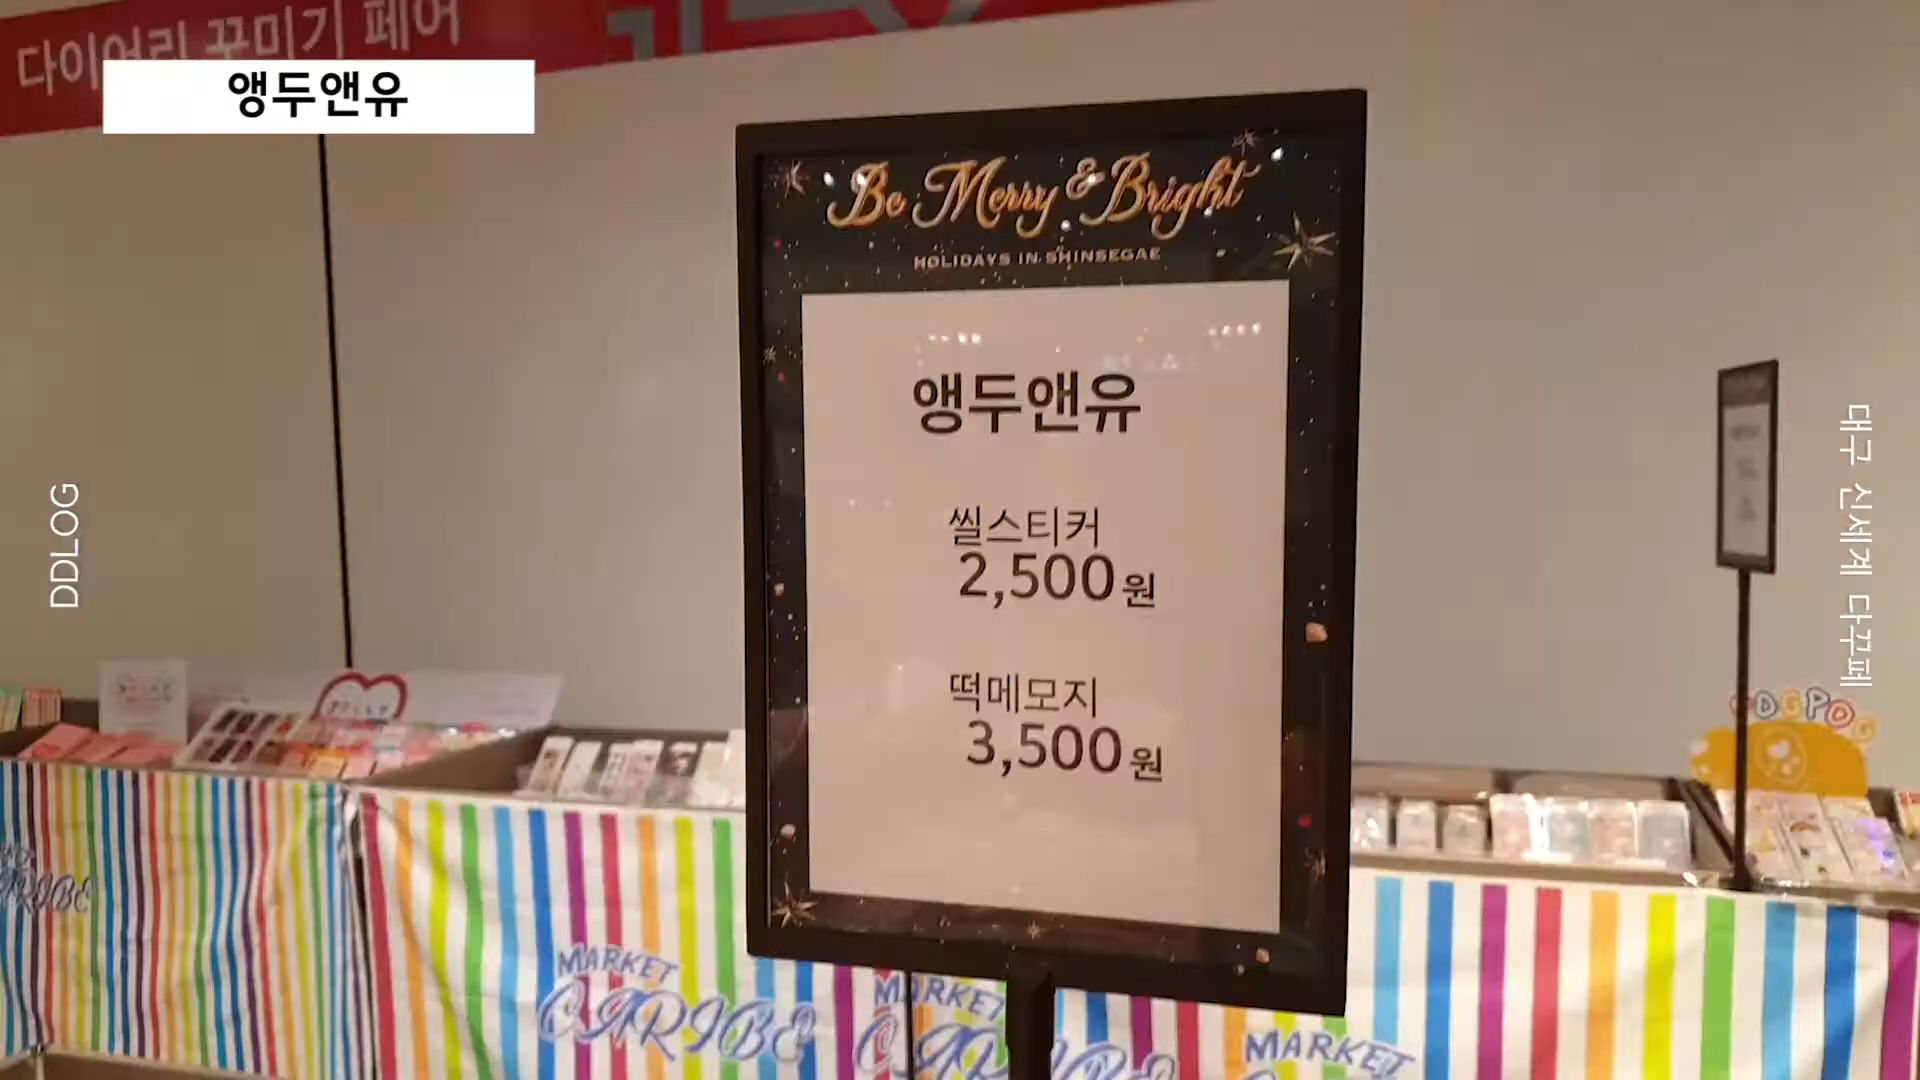 다이어리 꾸미기 페어
앵두앤유
Be Merry & Bright
HOLIDAYS IN SHINSEGAE
앵두앤유
씰스티커
2,500원
떡메모지
3,500원
DDLOG
대구 신세계 다꾸페
MARKET
CARIBE
MARKET
MARKET